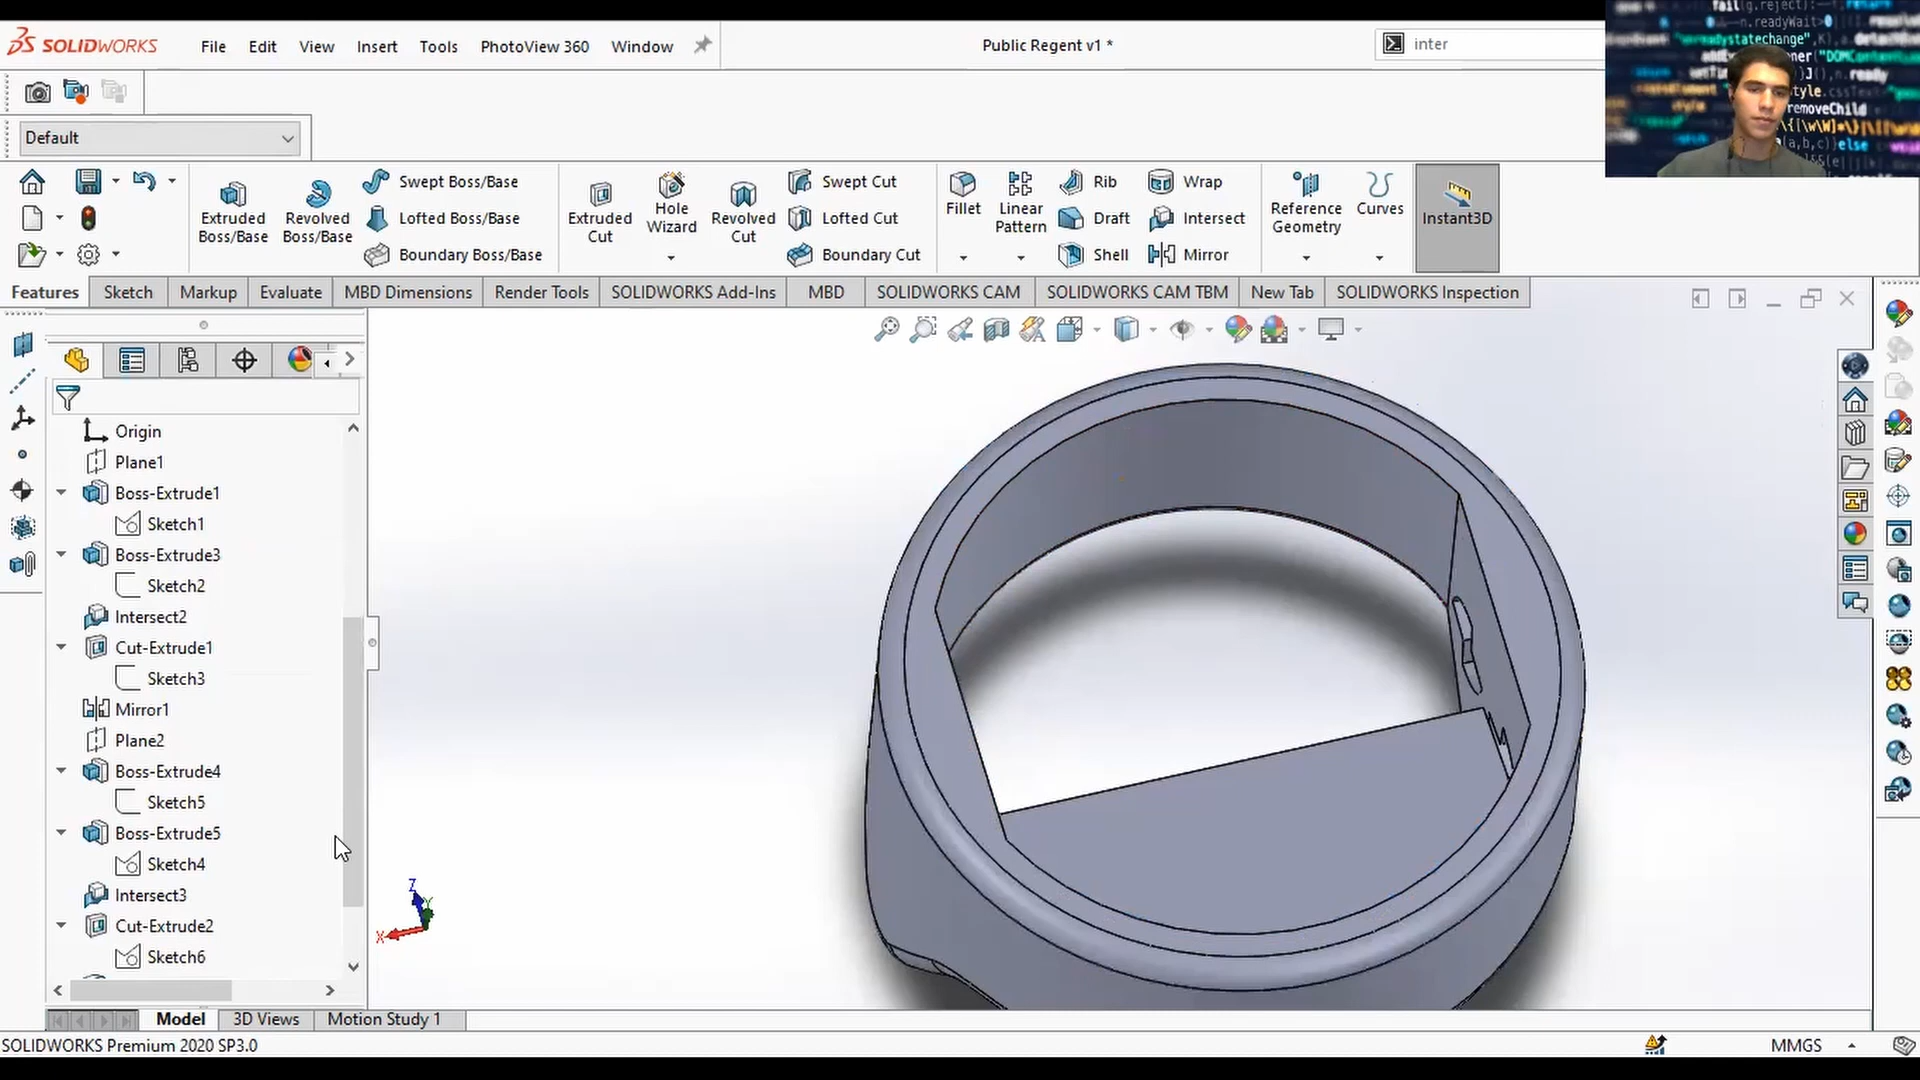 SOLIDWORKS
File Edit View Insert Tools PhotoView 360 Window
Public Regent v1 *
inter
Default
Extruded Boss/Base
Revolved Boss/Base
Swept Boss/Base
Lofted Boss/Base
Boundary Boss/Base
Extruded Cut
Hole Wizard
Revolved Cut
Swept Cut
Lofted Cut
Boundary Cut
Fillet
Linear Pattern
Rib
Draft
Shell
Wrap
Intersect
Mirror
Reference Geometry
Curves
Instant3D
Features Sketch Markup Evaluate MBD Dimensions Render Tools SOLIDWORKS Add-Ins MBD SOLIDWORKS CAM SOLIDWORKS CAM TBM New Tab SOLIDWORKS Inspection
Origin
Plane1
Boss-Extrude1
Sketch1
Boss-Extrude3
Sketch2
Intersect2
Cut-Extrude1
Sketch3
Mirror1
Plane2
Boss-Extrude4
Sketch5
Boss-Extrude5
Sketch4
Intersect3
Cut-Extrude2
Sketch6
Z
Y
X
Model 3D Views Motion Study 1
SOLIDWORKS Premium 2020 SP3.0
MMGS